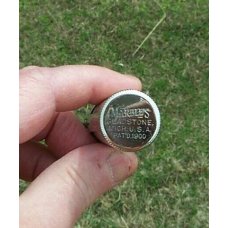 MARBLE'S
GLADSTONE,
MICH. U.S.A.
PAT'D.1900